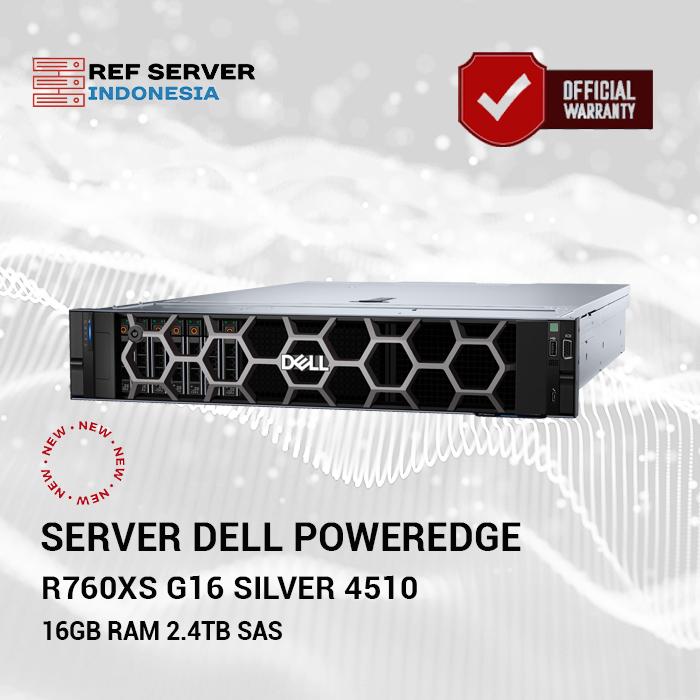 REF SERVER
INDONESIA
OFFICIAL
WARRANTY
DELL
NEW • NEW • NEW • NEW • NEW •
SERVER DELL POWEREDGE
R760XS G16 SILVER 4510
16GB RAM 2.4TB SAS